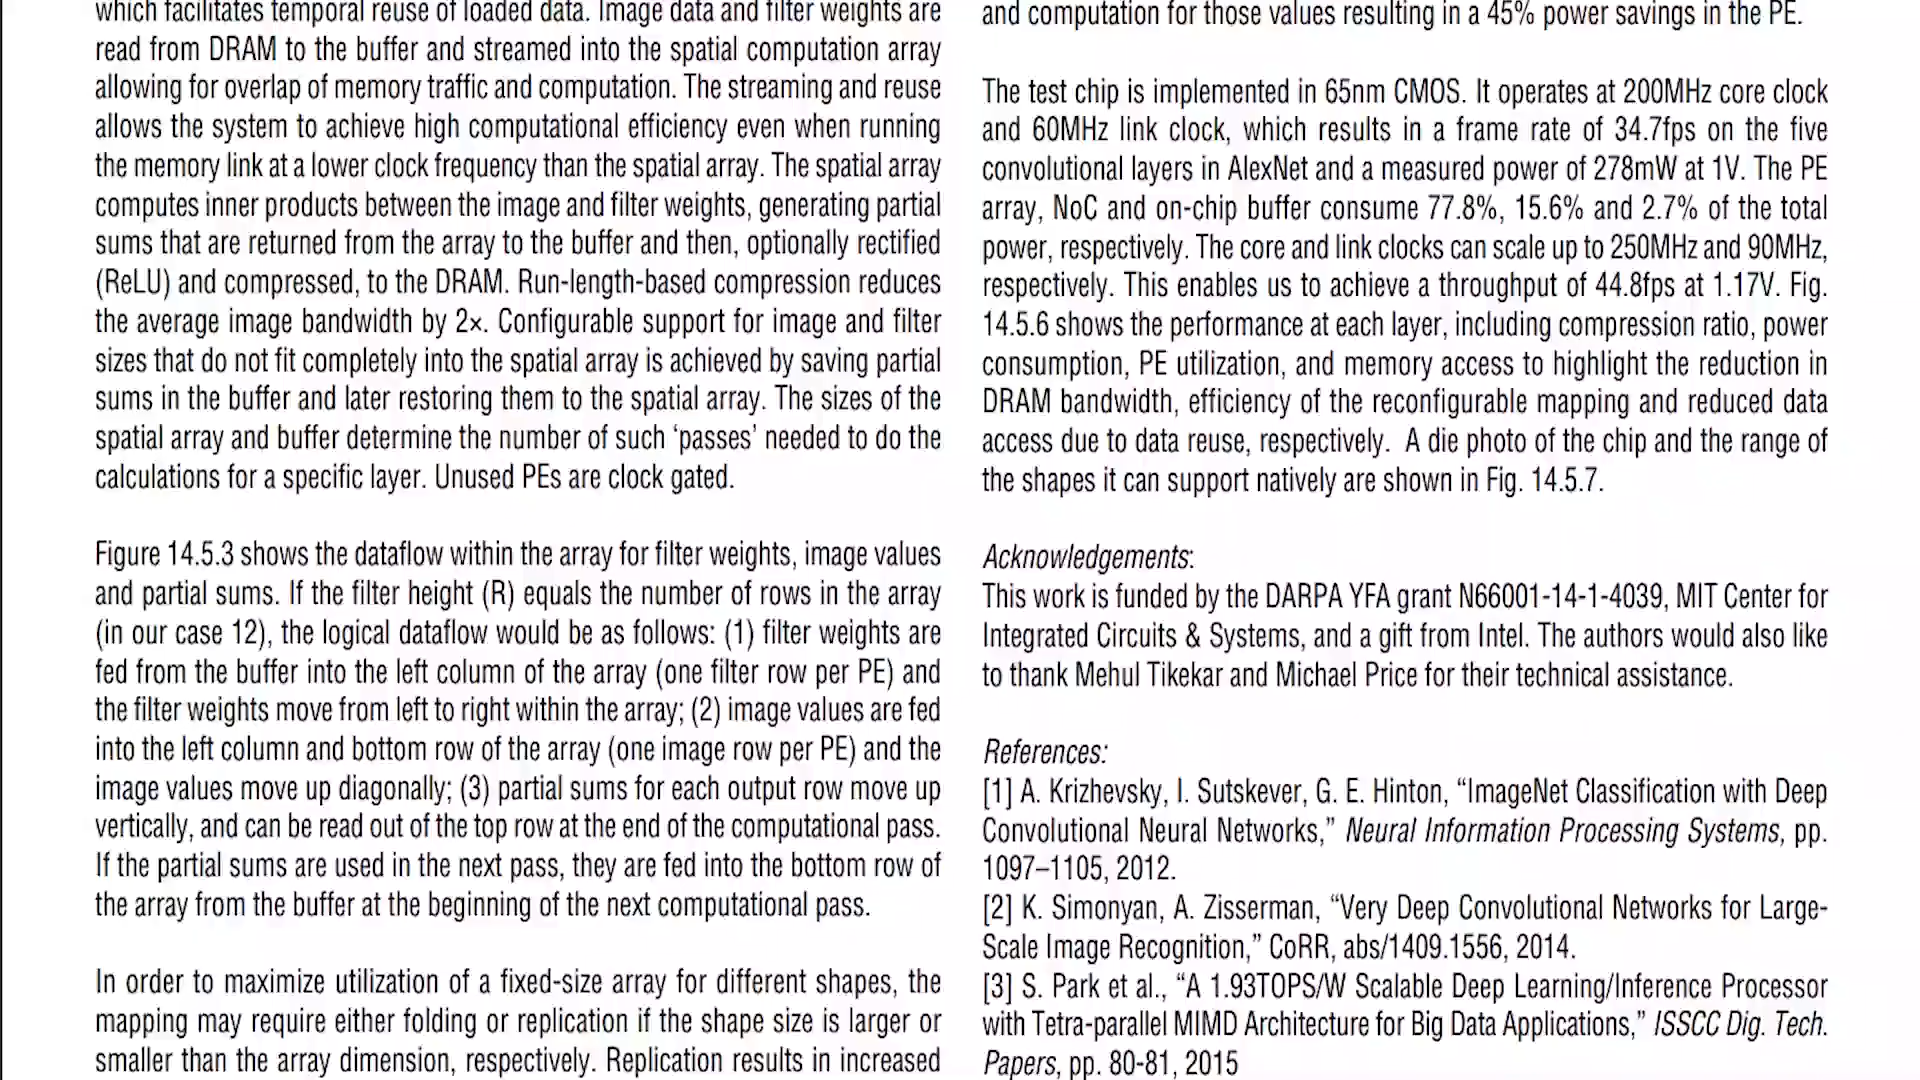 which facilitates temporal reuse of loaded data. Image data and filter weights are
read from DRAM to the buffer and streamed into the spatial computation array
allowing for overlap of memory traffic and computation. The streaming and reuse
allows the system to achieve high computational efficiency even when running
the memory link at a lower clock frequency than the spatial array. The spatial array
computes inner products between the image and filter weights, generating partial
sums that are returned from the array to the buffer and then, optionally rectified
(ReLU) and compressed, to the DRAM. Run-length-based compression reduces
the average image bandwidth by 2×. Configurable support for image and filter
sizes that do not fit completely into the spatial array is achieved by saving partial
sums in the buffer and later restoring them to the spatial array. The sizes of the
spatial array and buffer determine the number of such ‘passes’ needed to do the
calculations for a specific layer. Unused PEs are clock gated.
Figure 14.5.3 shows the dataflow within the array for filter weights, image values
and partial sums. If the filter height (R) equals the number of rows in the array
(in our case 12), the logical dataflow would be as follows: (1) filter weights are
fed from the buffer into the left column of the array (one filter row per PE) and
the filter weights move from left to right within the array; (2) image values are fed
into the left column and bottom row of the array (one image row per PE) and the
image values move up diagonally; (3) partial sums for each output row move up
vertically, and can be read out of the top row at the end of the computational pass.
If the partial sums are used in the next pass, they are fed into the bottom row of
the array from the buffer at the beginning of the next computational pass.
In order to maximize utilization of a fixed-size array for different shapes, the
mapping may require either folding or replication if the shape size is larger or
smaller than the array dimension, respectively. Replication results in increased
and computation for those values resulting in a 45% power savings in the PE.
The test chip is implemented in 65nm CMOS. It operates at 200MHz core clock
and 60MHz link clock, which results in a frame rate of 34.7fps on the five
convolutional layers in AlexNet and a measured power of 278mW at 1V. The PE
array, NoC and on-chip buffer consume 77.8%, 15.6% and 2.7% of the total
power, respectively. The core and link clocks can scale up to 250MHz and 90MHz,
respectively. This enables us to achieve a throughput of 44.8fps at 1.17V. Fig.
14.5.6 shows the performance at each layer, including compression ratio, power
consumption, PE utilization, and memory access to highlight the reduction in
DRAM bandwidth, efficiency of the reconfigurable mapping and reduced data
access due to data reuse, respectively. A die photo of the chip and the range of
the shapes it can support natively are shown in Fig. 14.5.7.
Acknowledgements:
This work is funded by the DARPA YFA grant N66001-14-1-4039, MIT Center for
Integrated Circuits & Systems, and a gift from Intel. The authors would also like
to thank Mehul Tikekar and Michael Price for their technical assistance.
References:
[1] A. Krizhevsky, I. Sutskever, G. E. Hinton, “ImageNet Classification with Deep
Convolutional Neural Networks,” Neural Information Processing Systems, pp.
1097–1105, 2012.
[2] K. Simonyan, A. Zisserman, “Very Deep Convolutional Networks for Large-
Scale Image Recognition,” CoRR, abs/1409.1556, 2014.
[3] S. Park et al., “A 1.93TOPS/W Scalable Deep Learning/Inference Processor
with Tetra-parallel MIMD Architecture for Big Data Applications,” ISSCC Dig. Tech.
Papers, pp. 80-81, 2015